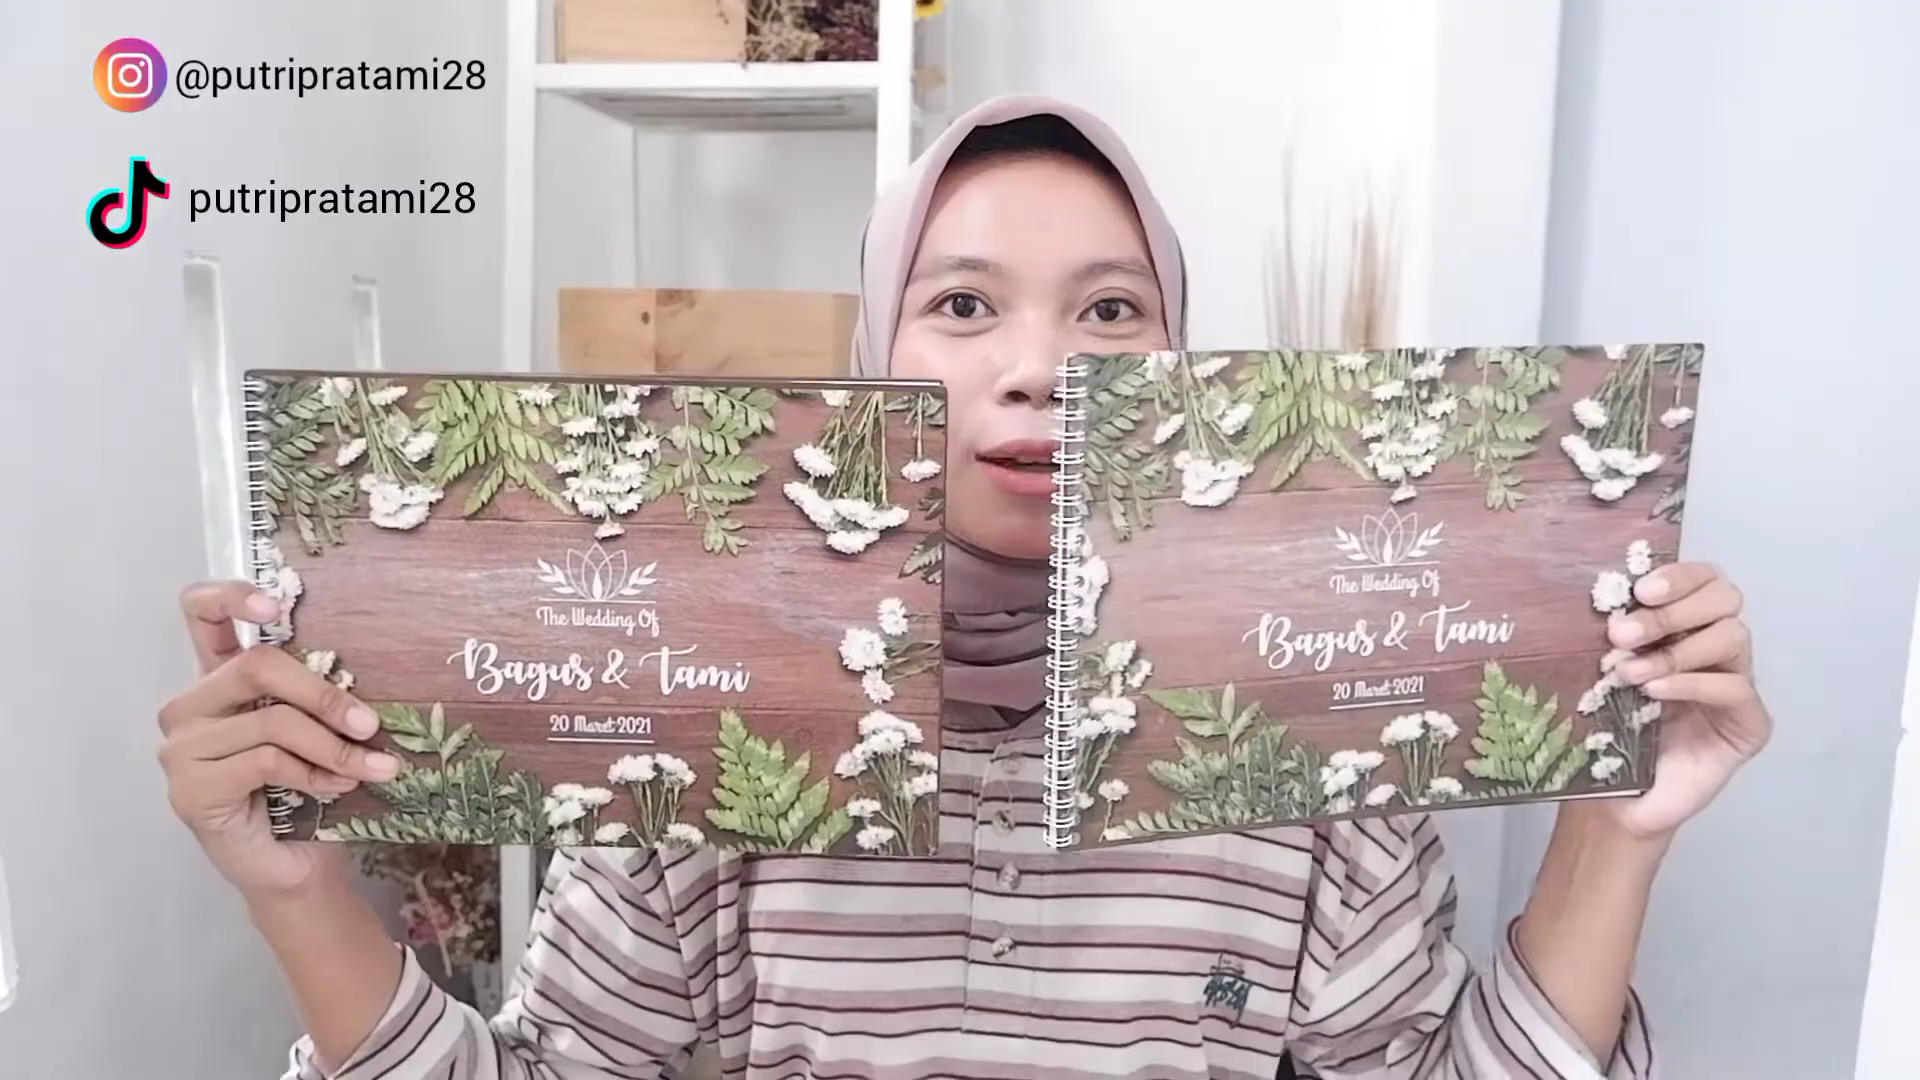 @putripratami28
putripratami28
The Wedding Of
Bagus & Tami
20 Maret 2021
The Wedding Of
Bagus & Tami
20 Maret 2021